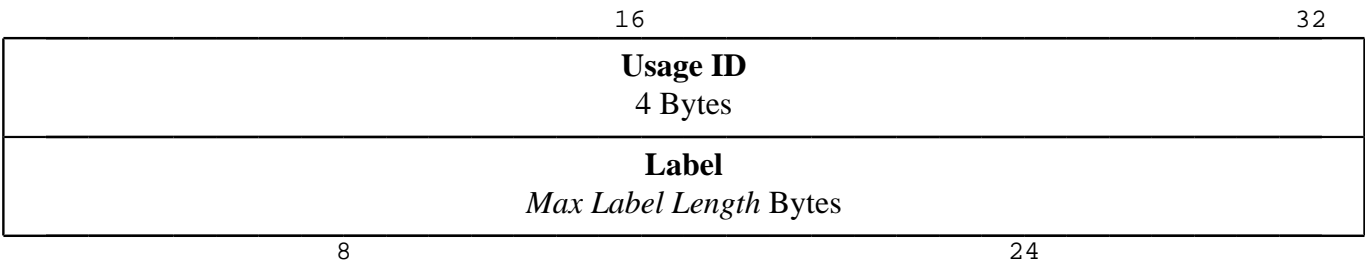 16 32
Usage ID
4 Bytes
Label
Max Label Length Bytes
8 24